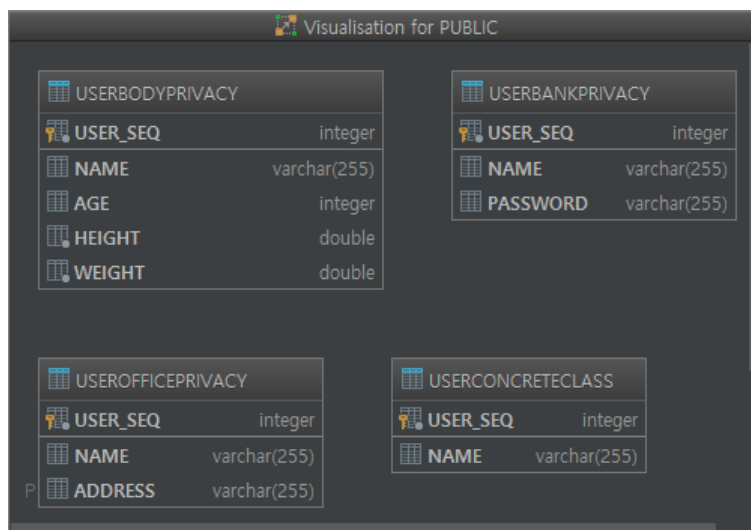 Visualisation for PUBLIC
USERBODYPRIVACY
USER_SEQ integer
NAME varchar(255)
AGE integer
HEIGHT double
WEIGHT double
USERBANKPRIVACY
USER_SEQ integer
NAME varchar(255)
PASSWORD varchar(255)
USEROFFICEPRIVACY
USER_SEQ integer
NAME varchar(255)
ADDRESS varchar(255)
P
USERCONCRETECLASS
USER_SEQ integer
NAME varchar(255)